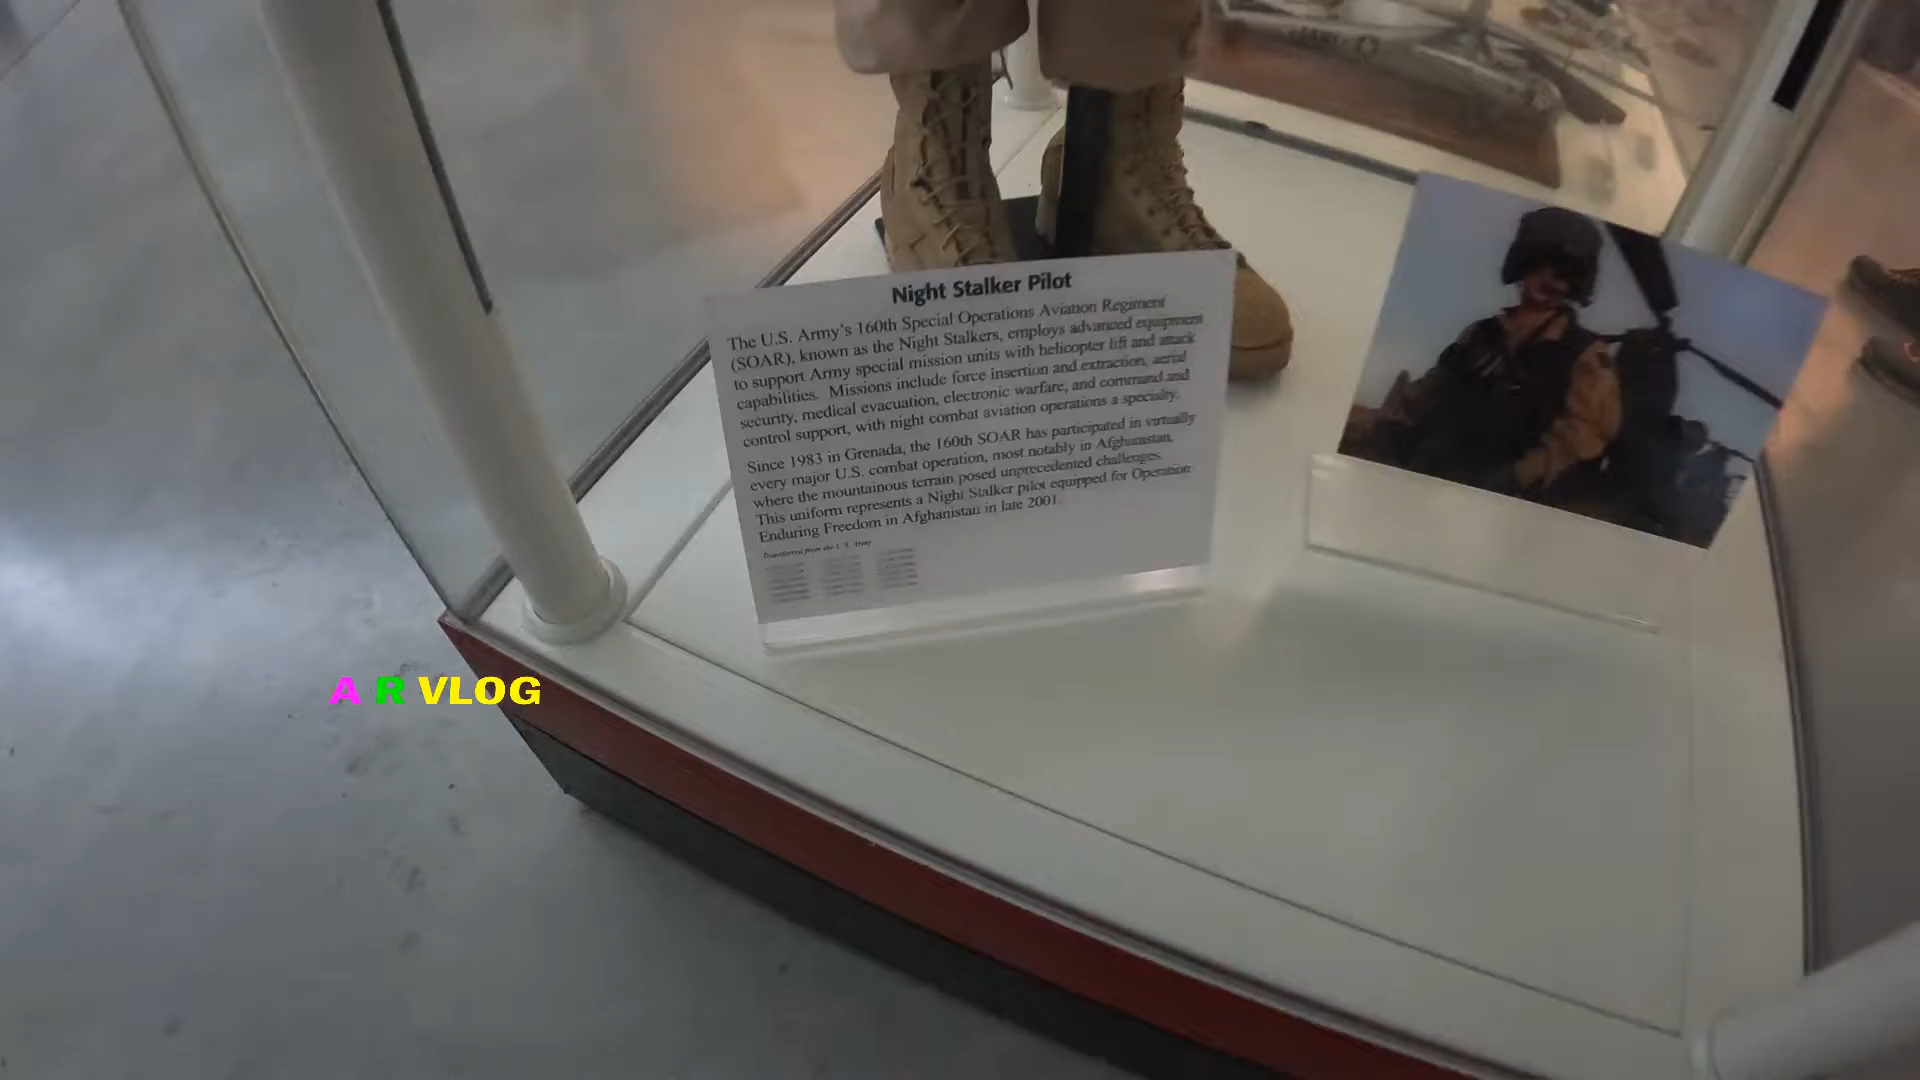 Night Stalker Pilot
The U.S. Army's 160th Special Operations Aviation Regiment
(SOAR), known as the Night Stalkers, employs advanced equipment
to support Army special mission units with helicopter lift and attack
capabilities. Missions include force insertion and extraction, aerial
security, medical evacuation, electronic warfare, and command and
control support, with night combat aviation operations a specialty.
Since 1983 in Grenada, the 160th SOAR has participated in virtually
every major U.S. combat operation, most notably in Afghanistan,
where the mountainous terrain posed unprecedented challenges.
This uniform represents a Night Stalker pilot equipped for Operation
Enduring Freedom in Afghanistan in late 2001.
Transferred from the U. S. Army
A R VLOG